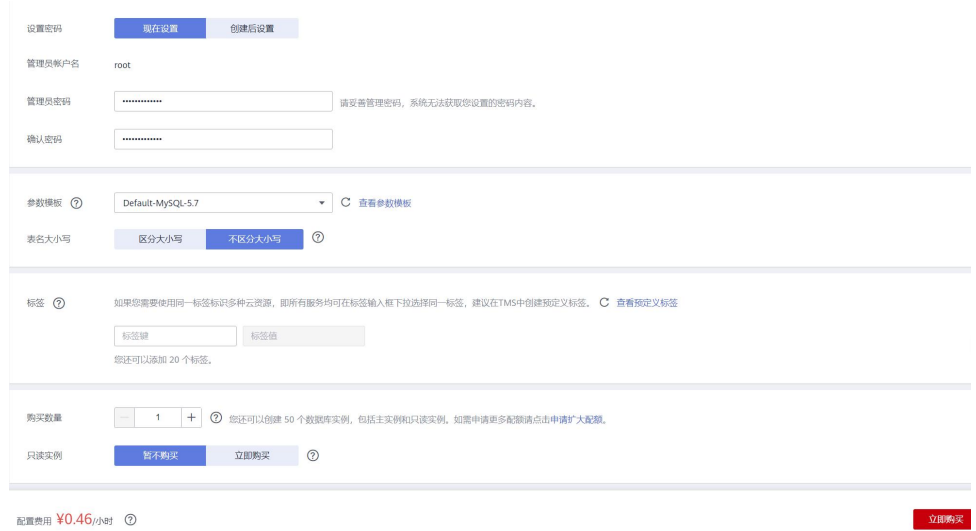 设置密码 现在设置 创建后设置
管理员帐户名 root
管理员密码 ············· 请妥善管理密码，系统无法获取您设置的密码内容。
确认密码 ·············
参数模板 ? Default-MySQL-5.7 查看参数模板
表名大小写 区分大小写 不区分大小写 ?
标签 ? 如果您需要使用同一标签标识多种云资源，即所有服务均可在标签输入框下拉选择同一标签，建议在TMS中创建预定义标签。 查看预定义标签
标签键 标签值
您还可以添加 20 个标签。
购买数量 — 1 + ? 您还可以创建 50 个数据库实例，包括主实例和只读实例。如需申请更多配额请点击申请扩大配额。
只读实例 暂不购买 立即购买 ?
配置费用 ¥0.46/小时 ? 立即购买